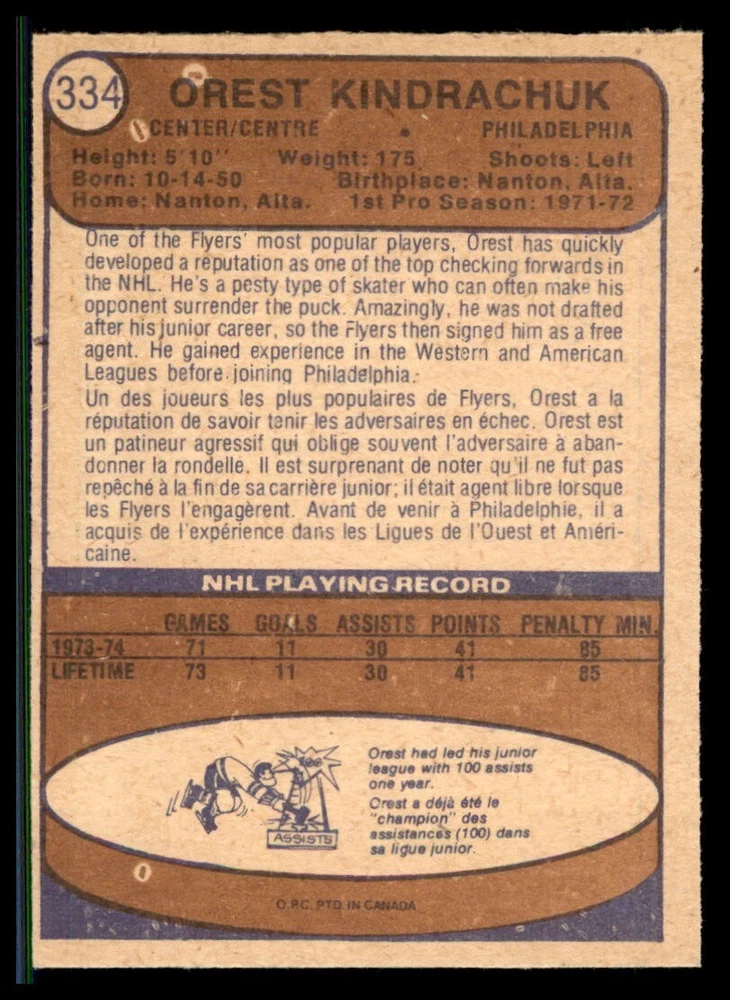 334
OREST KINDRACHUK
CENTER/CENTRE • PHILADELPHIA
Height: 5'10" Weight: 175 Shoots: Left
Born: 10-14-50 Birthplace: Nanton, Alta.
Home: Nanton, Alta. 1st Pro Season: 1971-72
One of the Flyers' most popular players, Orest has quickly
developed a reputation as one of the top checking forwards in
the NHL. He's a pesty type of skater who can often make his
opponent surrender the puck. Amazingly, he was not drafted
after his junior career, so the Flyers then signed him as a free
agent. He gained experience in the Western and American
Leagues before joining Philadelphia.
Un des joueurs les plus populaires de Flyers, Orest a la
réputation de savoir tenir les adversaires en échec. Orest est
un patineur agressif qui oblige souvent l'adversaire à aban-
donner la rondelle. Il est surprenant de noter qu'il ne fut pas
repêché à la fin de sa carrière junior; il était agent libre lorsque
les Flyers l'engagèrent. Avant de venir à Philadelphie, il a
acquis de l'expérience dans les Ligues de l'Ouest et Améri-
caine.
NHL PLAYING RECORD
GAMES GOALS ASSISTS POINTS PENALTY MIN.
1973-74 71 11 30 41 85
LIFETIME 73 11 30 41 85
100
ASSISTS
Orest had led his junior
league with 100 assists
one year.
Orest a déjà été le
"champion" des
assistances (100) dans
sa ligue junior.
O.P.C. PTD. IN CANADA